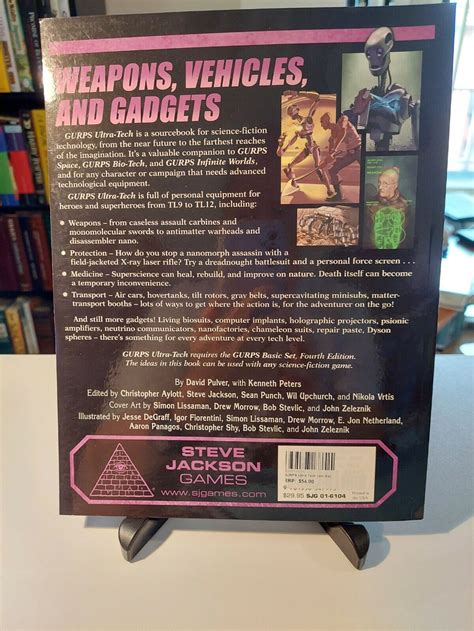 WEAPONS, VEHICLES,
AND GADGETS
GURPS Ultra-Tech is a sourcebook for science-fiction
technology, from the near future to the farthest reaches
of the imagination. It's a valuable companion to GURPS
Space, GURPS Bio-Tech, and GURPS Infinite Worlds,
and for any character or campaign that needs advanced
technological equipment.
GURPS Ultra-Tech is full of personal equipment for
heroes and superheroes from TL9 to TL12, including:
● Weapons – from caseless assault carbines and
monomolecular swords to antimatter warheads and
disassembler nano.
● Protection – How do you stop a nanomorph assassin with a
field-jacketed X-ray laser rifle? Try a dreadnought battlesuit and a personal force screen . . .
● Medicine – Superscience can heal, rebuild, and improve on nature. Death itself can become
a temporary inconvenience.
● Transport – Air cars, hovertanks, tilt rotors, grav belts, supercavitating minisubs, matter-
transport booths – lots of ways to get where the action is, for the adventurer on the go!
And still more gadgets! Living biosuits, computer implants, holographic projectors, psionic
amplifiers, neutrino communicators, nanofactories, chameleon suits, repair paste, Dyson
spheres – there's something for every adventure at every tech level.
GURPS Ultra-Tech requires the GURPS Basic Set, Fourth Edition.
The ideas in this book can be used with any science-fiction game.
By David Pulver, with Kenneth Peters
Edited by Christopher Aylott, Steve Jackson, Sean Punch, Wil Upchurch, and Nikola Vrtis
Cover Art by Simon Lissaman, Drew Morrow, Bob Stevlic, and John Zeleznik
Illustrated by Jesse DeGraff, Igor Fiorentini, Simon Lissaman, Drew Morrow, E. Jon Netherland,
Aaron Panagos, Christopher Shy, Bob Stevlic, and John Zeleznik
STEVE
JACKSON
GAMES
www.sjgames.com
$29.95 SJG 01-6104
Printed in
the USA